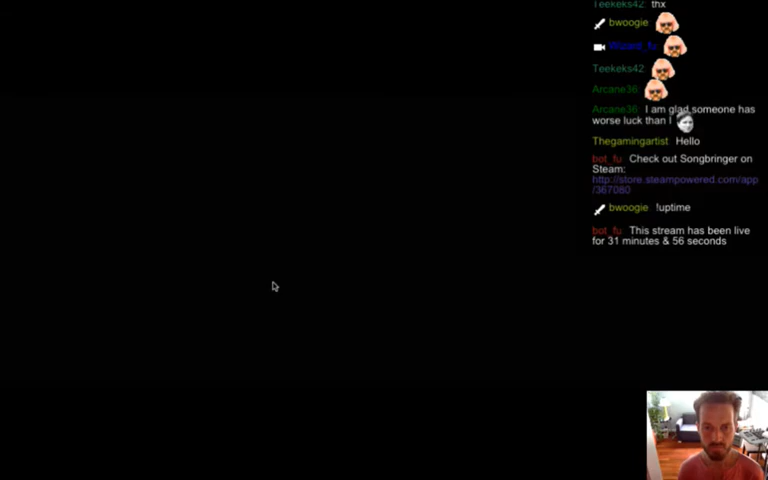 Teekeks42 thx
bwoogie
Wizard_fu
Teekeks42
Arcane36
Arcane36 I am glad someone has
worse luck than I
Thegamingartist Hello
bot_fu Check out Songbringer on
Steam:
http://store.steampowered.com/app
/367080
bwoogie !uptime
bot_fu This stream has been live
for 31 minutes & 56 seconds